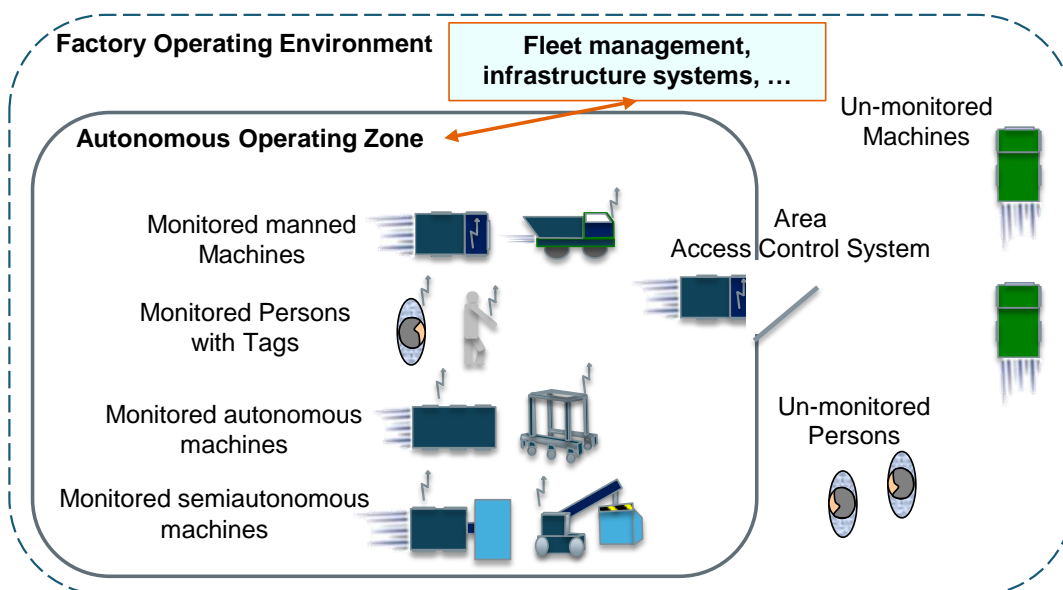 Factory Operating Environment
Fleet management,
infrastructure systems, …
Autonomous Operating Zone
Un-monitored
Machines
Monitored manned
Machines
Area
Access Control System
Monitored Persons
with Tags
Monitored autonomous
machines
Un-monitored
Persons
Monitored semiautonomous
machines